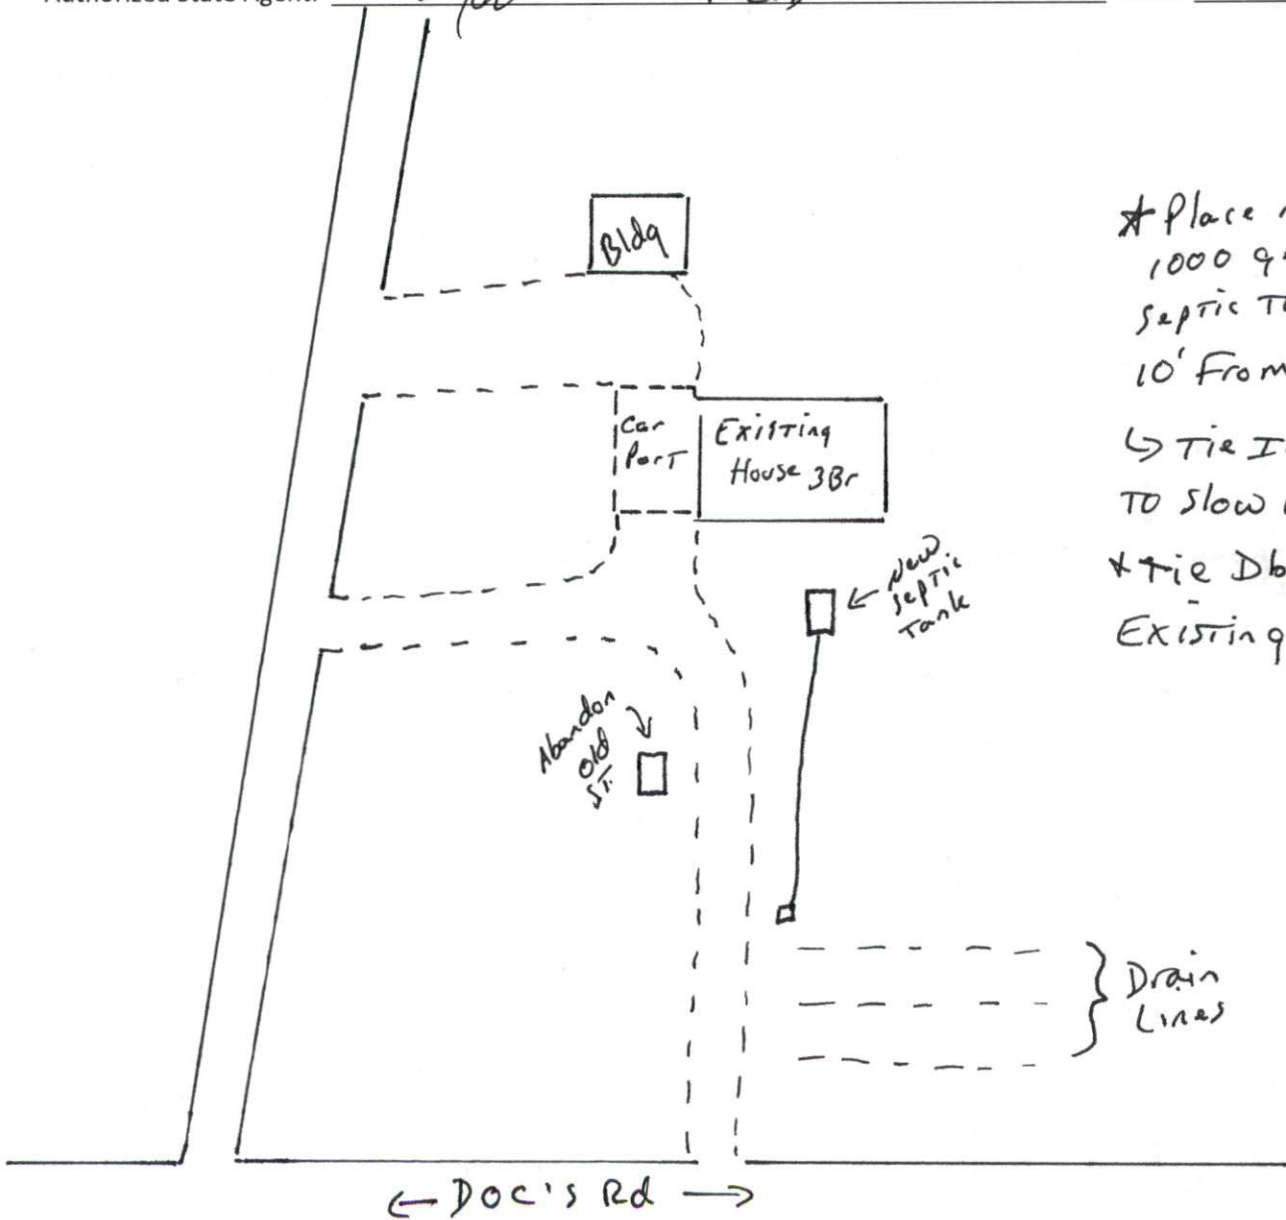 Authorized State Agent:
Bldg
Car
Port
Existing
House 3Br
New
Septic
Tank
Abandon
Old
S.T.
Drain
Lines
← DOC's Rd →
* Place
1000
Septic
10' From
↳ Tie
To Slow
* Tie
Existing